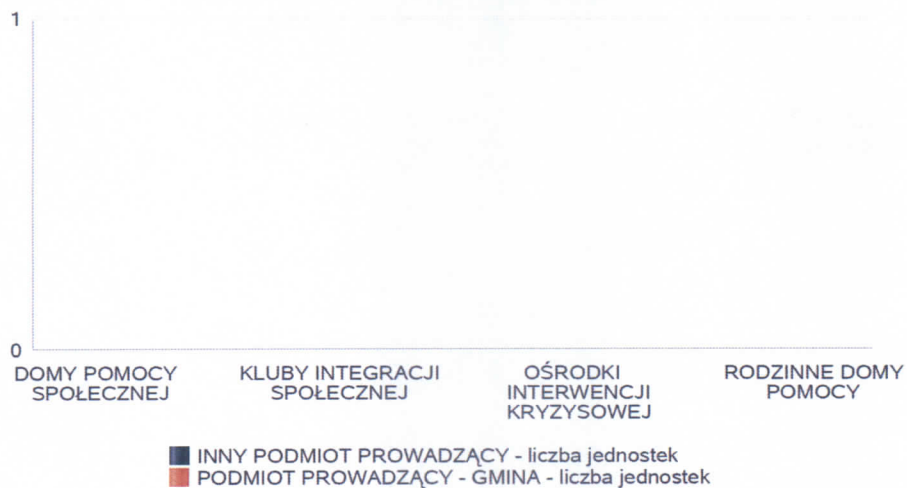 1
0
DOMY POMOCY SPOŁECZNEJ
KLUBY INTEGRACJI SPOŁECZNEJ
OŚRODKI INTERWENCJI KRYZYSOWEJ
RODZINNE DOMY POMOCY
INNY PODMIOT PROWADZĄCY - liczba jednostek
PODMIOT PROWADZĄCY - GMINA - liczba jednostek